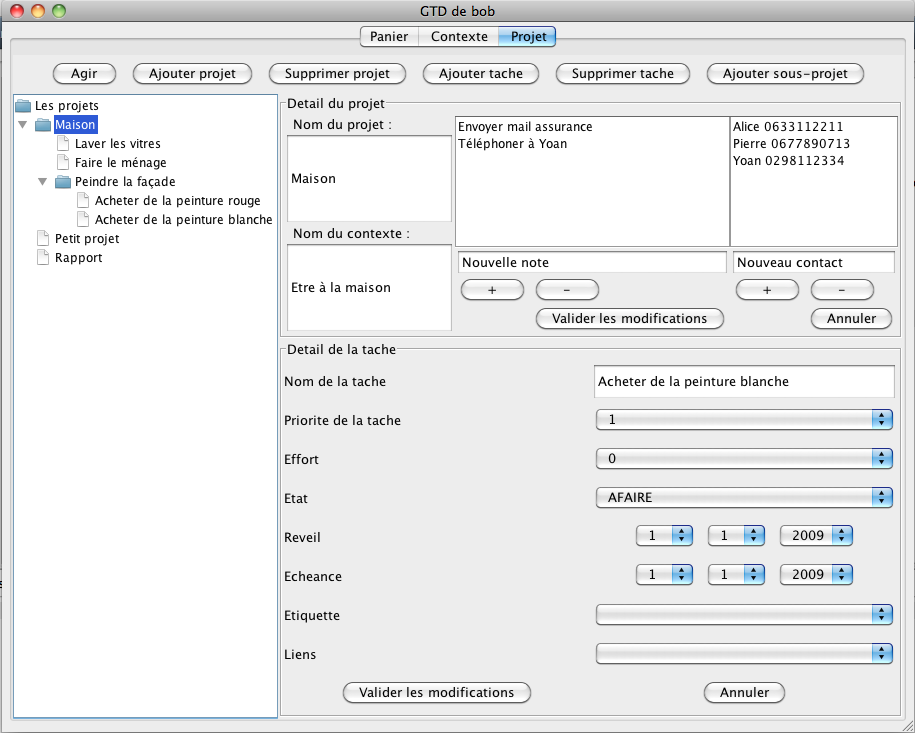 GTD de bob
Panier Contexte Projet
Agir Ajouter projet Supprimer projet Ajouter tache Supprimer tache Ajouter sous-projet
Les projets
Maison
Laver les vitres
Faire le ménage
Peindre la façade
Acheter de la peinture rouge
Acheter de la peinture blanche
Petit projet
Rapport
Detail du projet
Nom du projet :
Maison
Nom du contexte :
Etre à la maison
Envoyer mail assurance
Téléphoner à Yoan
Nouvelle note
+ -
Alice 0633112211
Pierre 0677890713
Yoan 0298112334
Nouveau contact
+ -
Valider les modifications Annuler
Detail de la tache
Nom de la tache Acheter de la peinture blanche
Priorite de la tache 1
Effort 0
Etat AFAIRE
Reveil 1 1 2009
Echeance 1 1 2009
Etiquette
Liens
Valider les modifications Annuler